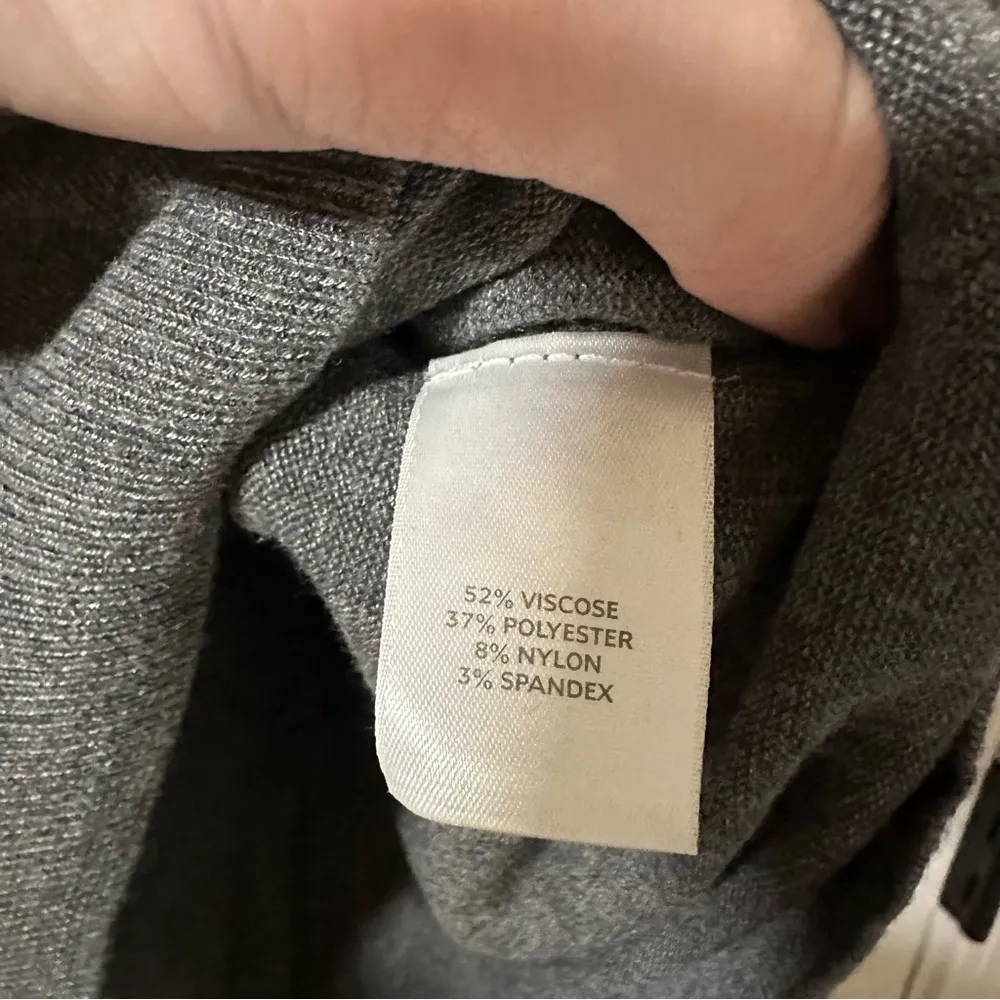 52% VISCOSE
37% POLYESTER
8% NYLON
3% SPANDEX